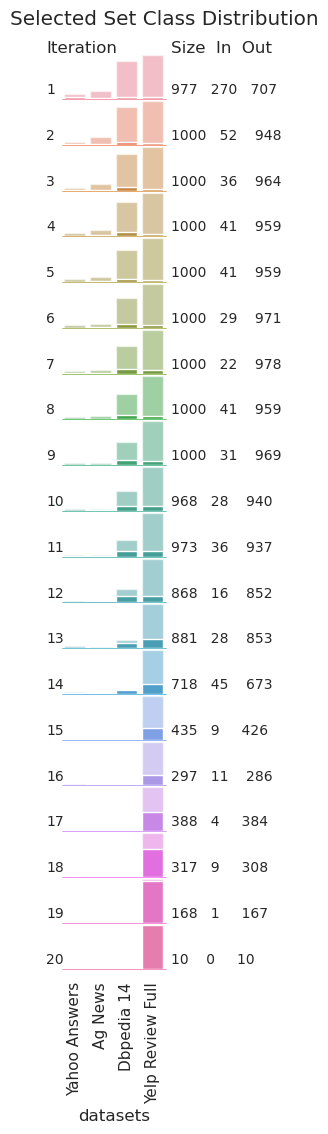 Selected Set Class Distribution
Iteration Size In Out
1 977 270 707
2 1000 52 948
3 1000 36 964
4 1000 41 959
5 1000 41 959
6 1000 29 971
7 1000 22 978
8 1000 41 959
9 1000 31 969
10 968 28 940
11 973 36 937
12 868 16 852
13 881 28 853
14 718 45 673
15 435 9 426
16 297 11 286
17 388 4 384
18 317 9 308
19 168 1 167
20 10 0 10
Yahoo Answers
Ag News
Dbpedia 14
Yelp Review Full
datasets